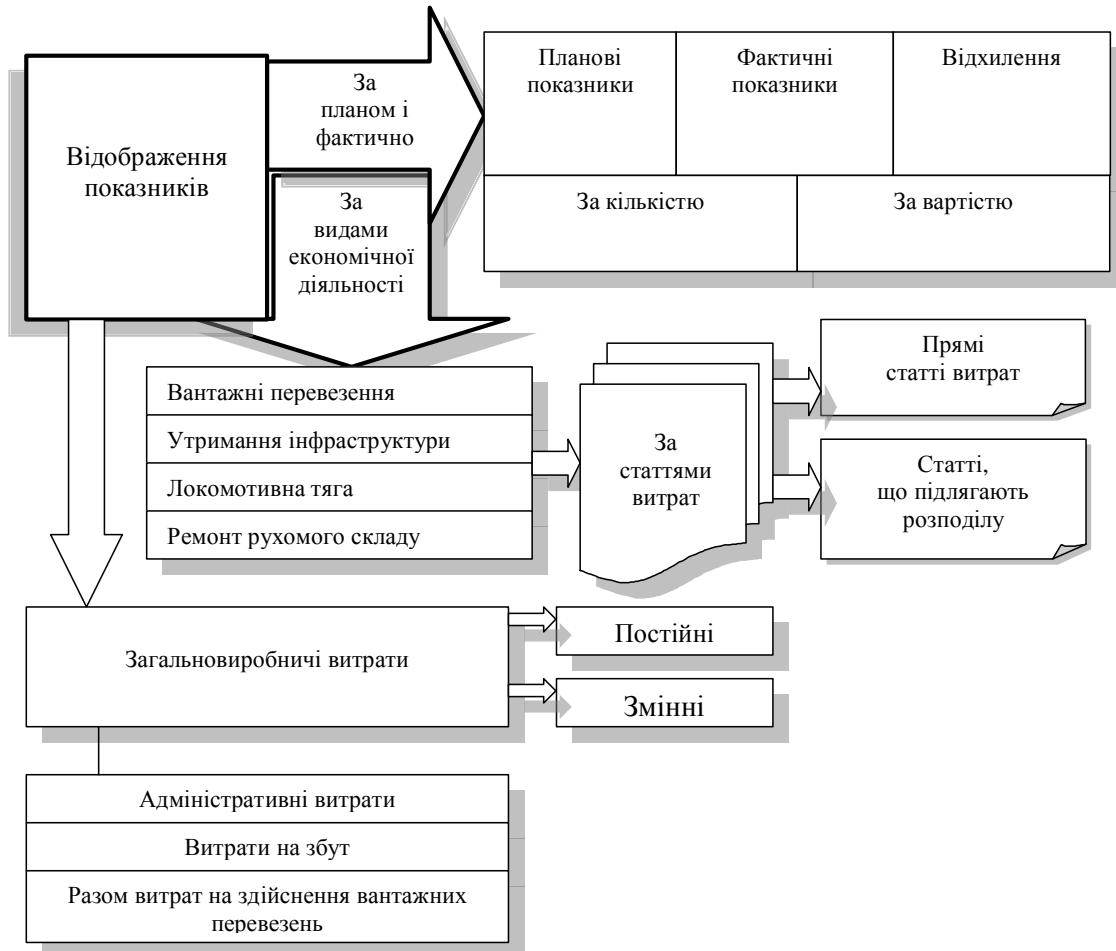 Відображення
показників
За
планом і
фактично
За
видами
економічної
діяльності
Планові
показники
Фактичні
показники
Відхилення
За кількістю
За вартістю
Вантажні перевезення
Утримання інфраструктури
Локомотивна тяга
Ремонт рухомого складу
За
статтями
витрат
Прямі
статті витрат
Статті,
що підлягають
розподілу
Загальновиробничі витрати
Постійні
Змінні
Адміністративні витрати
Витрати на збут
Разом витрат на здійснення вантажних
перевезень